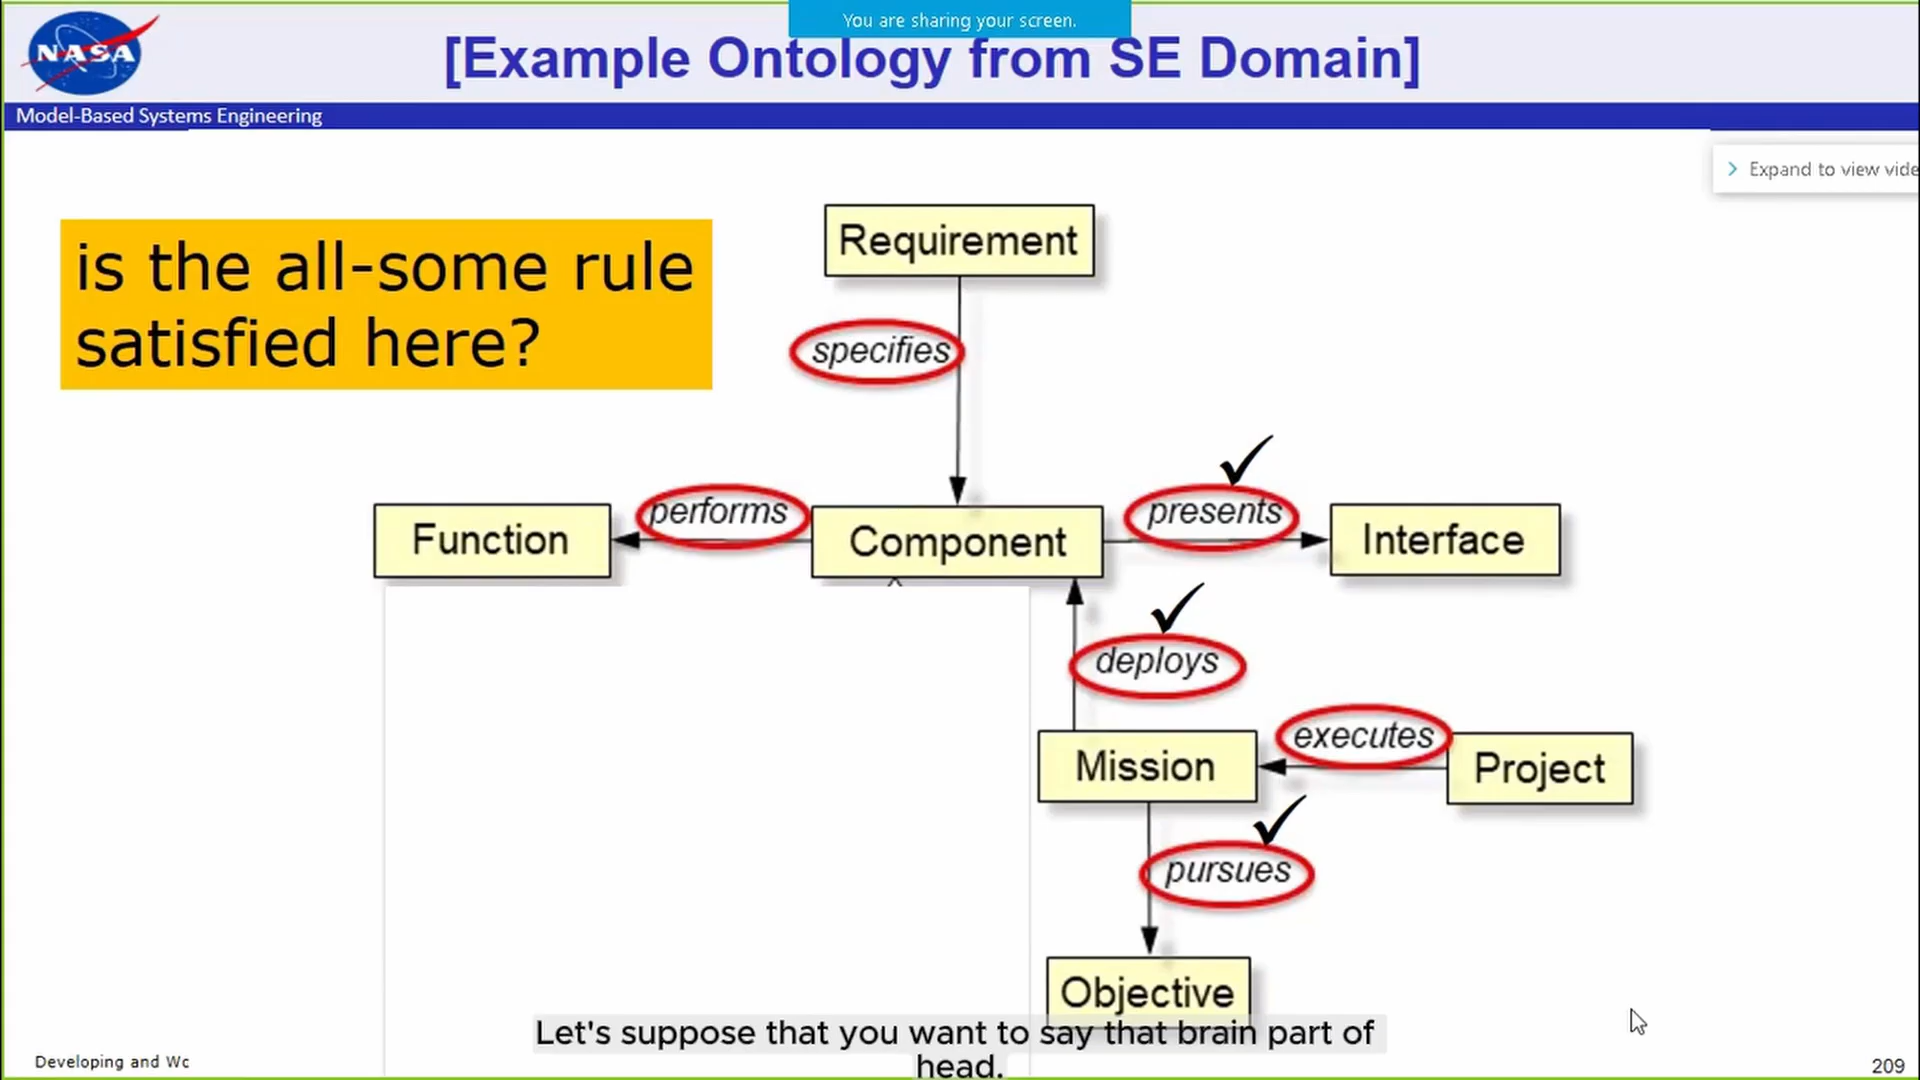 You are sharing your screen.
NASA
[Example Ontology from SE Domain]
Model-Based Systems Engineering
Expand to view vide
is the all-some rule
satisfied here?
Requirement
specifies
Function
performs
Component
presents
Interface
deploys
Mission
executes
Project
pursues
Objective
Let's suppose that you want to say that brain part of
head.
Developing and Wc
209